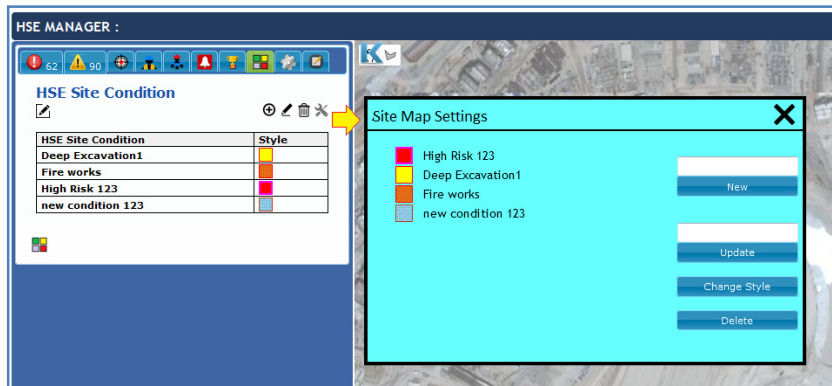 HSE MANAGER :
62
90
HSE Site Condition
HSE Site Condition Style
Deep Excavation1
Fire works
High Risk 123
new condition 123
K
Site Map Settings
High Risk 123
Deep Excavation1
Fire works
new condition 123
New
Update
Change Style
Delete